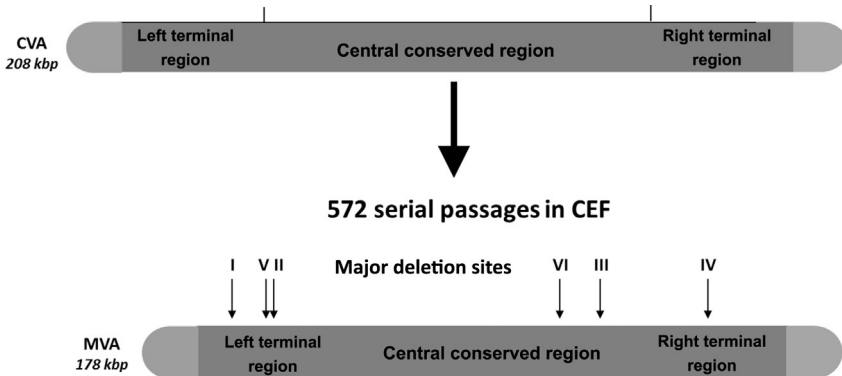 CVA
208 kbp
Left terminal
region
Central conserved region
Right terminal
region
572 serial passages in CEF
I V II Major deletion sites VI III IV
MVA
178 kbp
Left terminal
region
Central conserved region
Right terminal
region